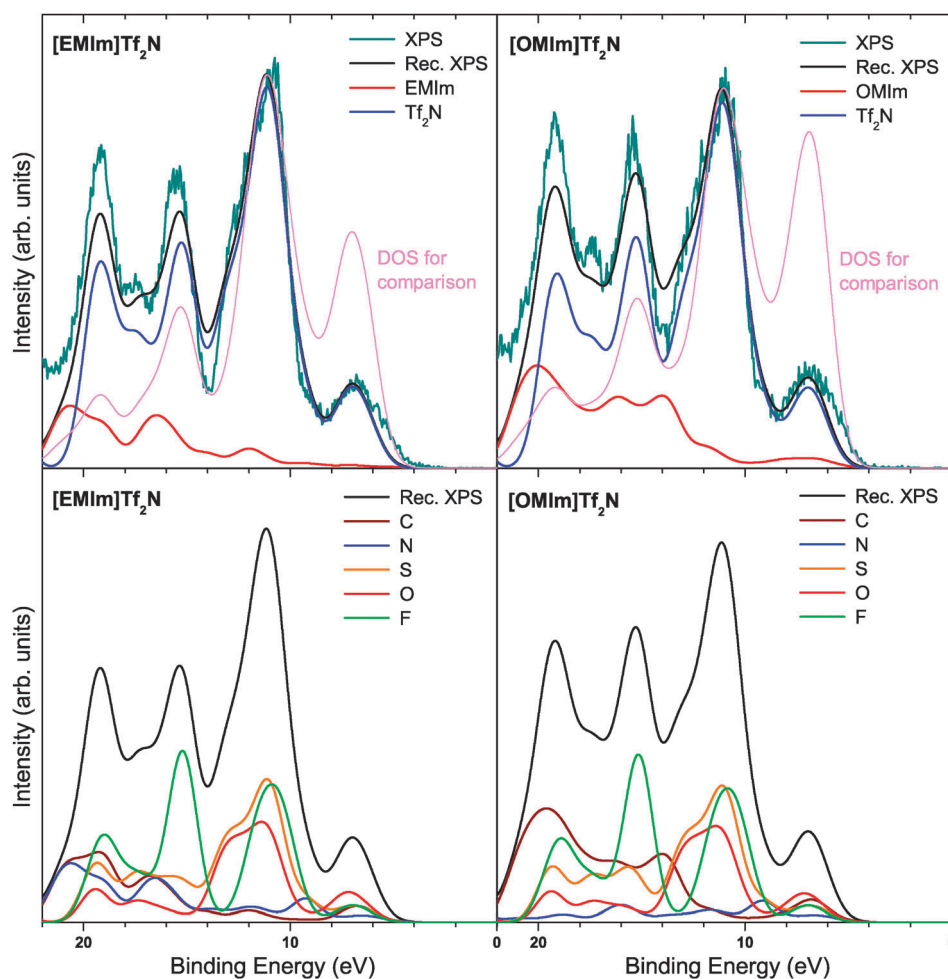 [EMIm]Tf2N
XPS
Rec. XPS
EMIm
Tf2N
DOS for
comparison
Intensity (arb. units)
[OMIm]Tf2N
XPS
Rec. XPS
OMIm
Tf2N
DOS for
comparison
[EMIm]Tf2N
Rec. XPS
C
N
S
O
F
Intensity (arb. units)
20
10
Binding Energy (eV)
[OMIm]Tf2N
Rec. XPS
C
N
S
O
F
0
20
10
Binding Energy (eV)